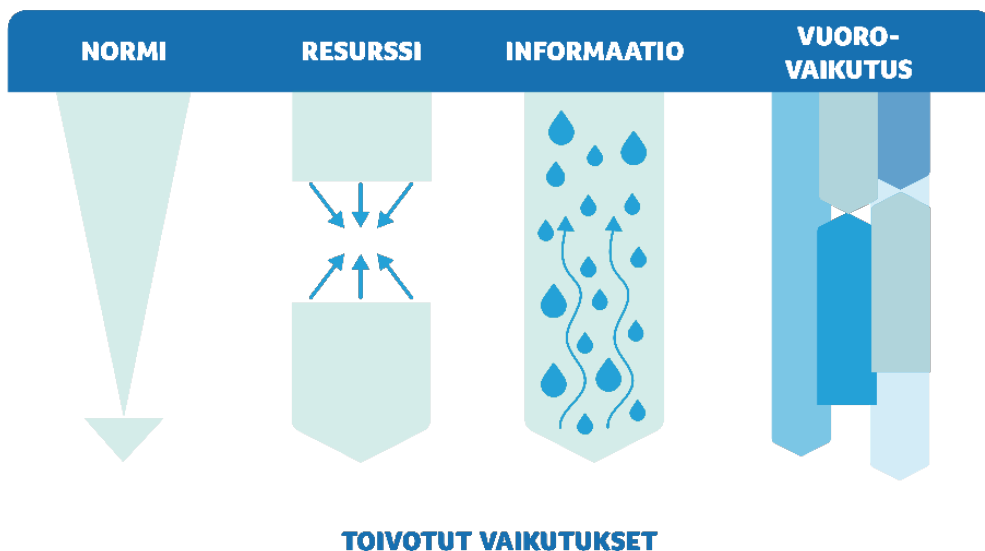 NORMI
RESURSSI
INFORMAATIO
VUORO-
VAIKUTUS
TOIVOTUT VAIKUTUKSET